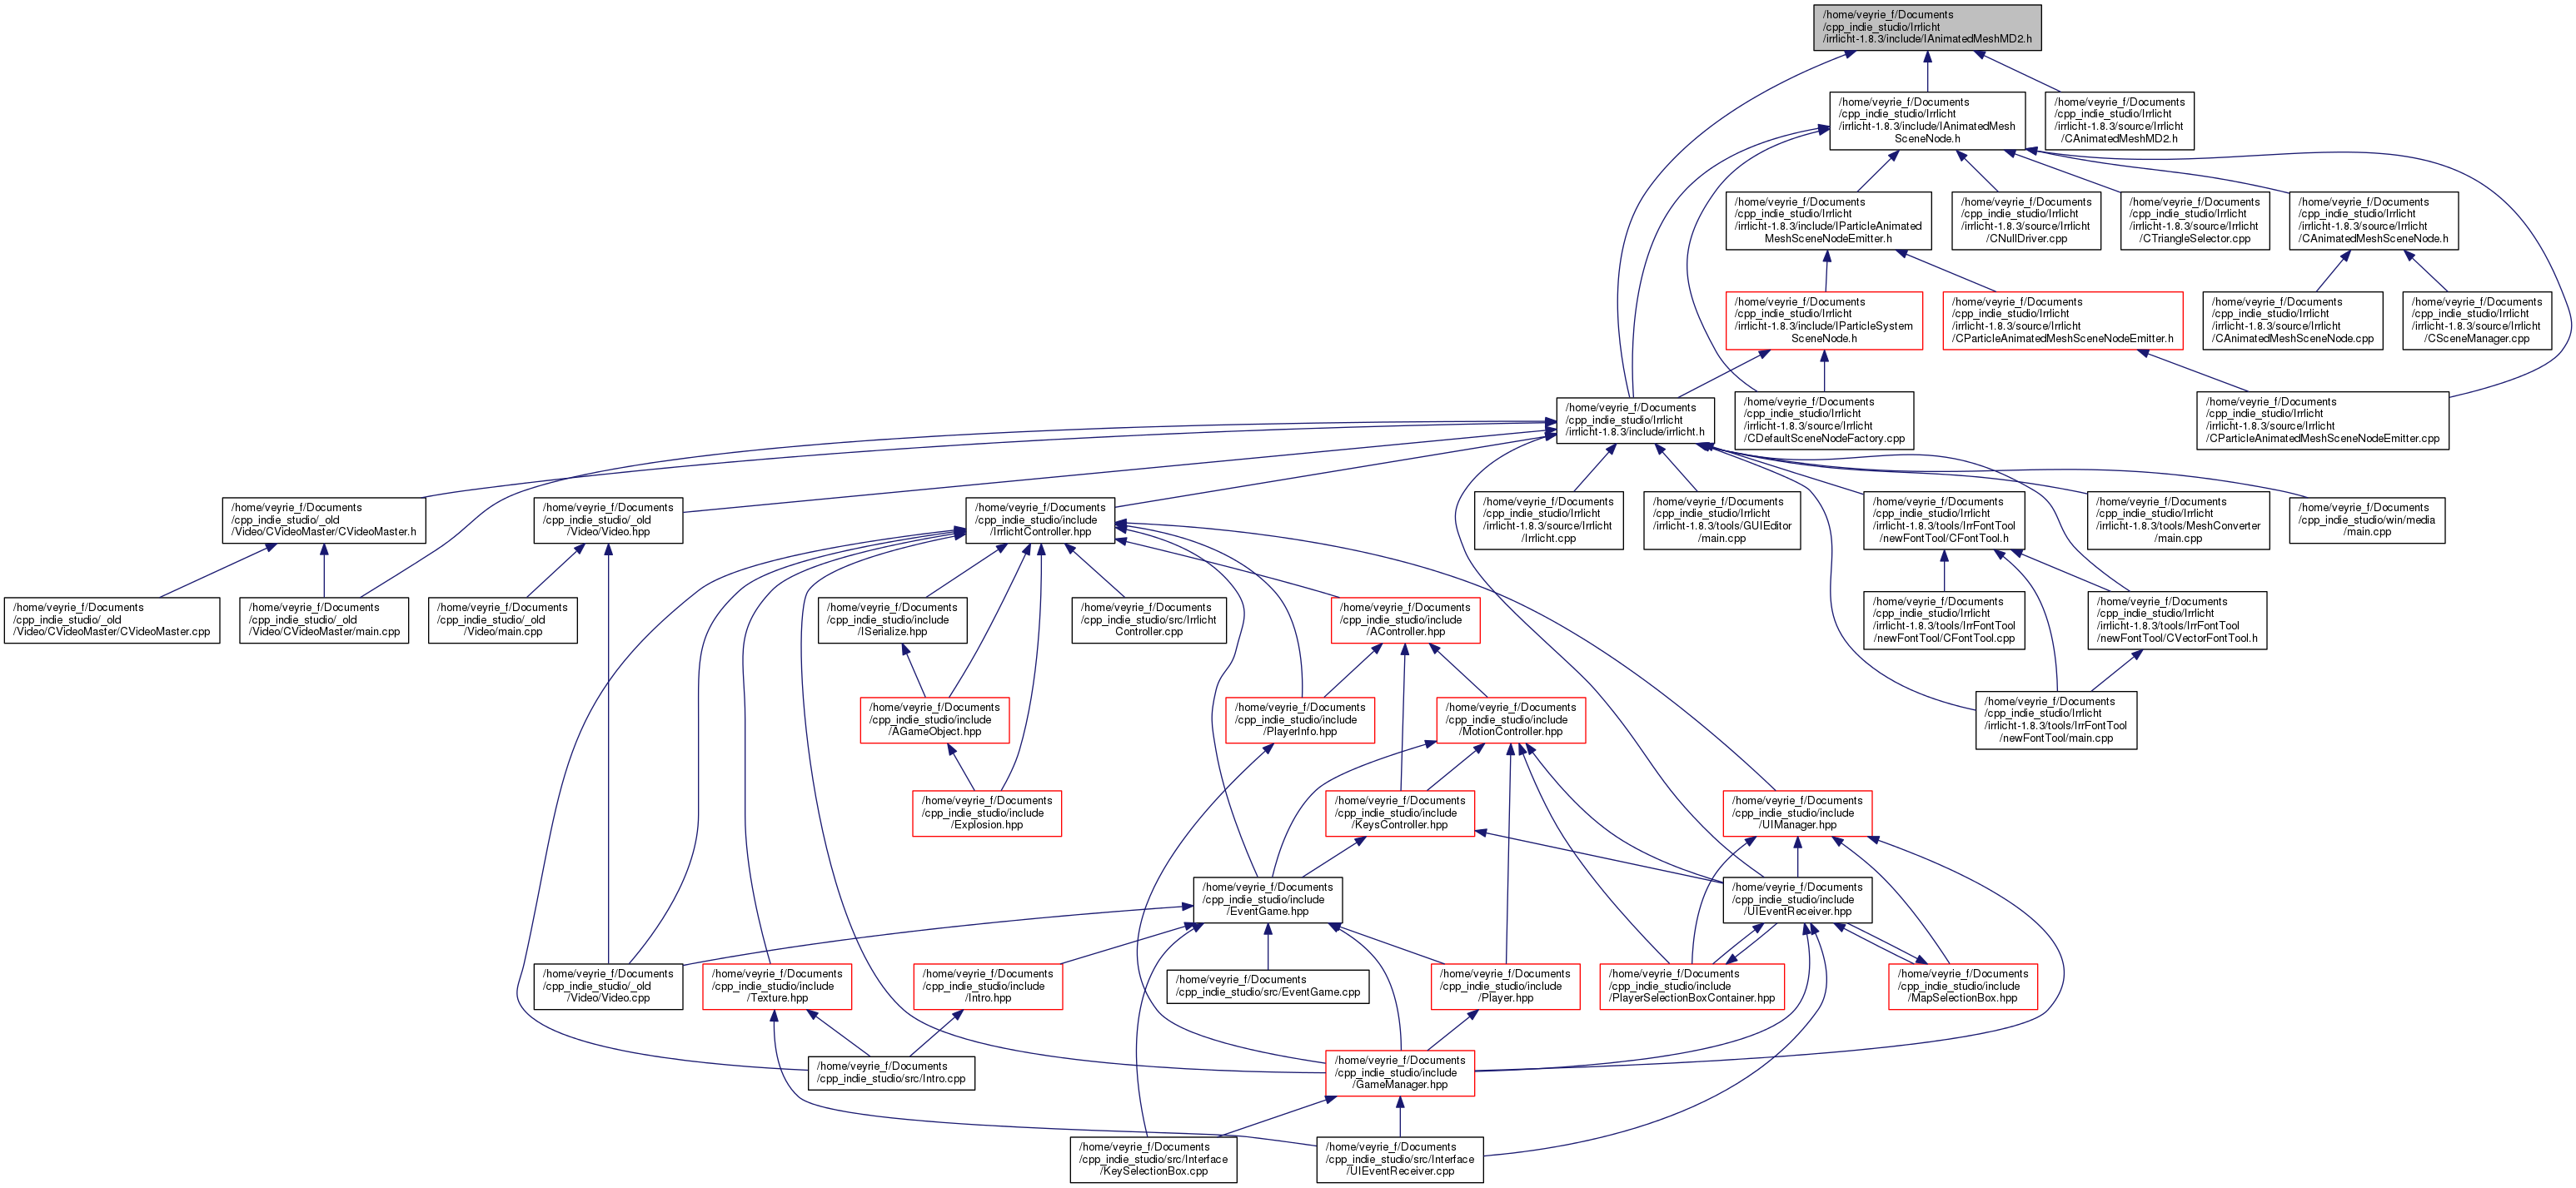 /home/veyrie_f/Documents
/cpp_indie_studio/Irrlicht
/irrlicht-1.8.3/include/IAnimatedMeshMD2.h
/home/veyrie_f/Documents
/cpp_indie_studio/Irrlicht
/irrlicht-1.8.3/include/IAnimatedMesh
SceneNode.h
/home/veyrie_f/Documents
/cpp_indie_studio/Irrlicht
/irrlicht-1.8.3/source/Irrlicht
/CAnimatedMeshMD2.h
/home/veyrie_f/Documents
/cpp_indie_studio/Irrlicht
/irrlicht-1.8.3/include/IParticleAnimated
MeshSceneNodeEmitter.h
/home/veyrie_f/Documents
/cpp_indie_studio/Irrlicht
/irrlicht-1.8.3/source/Irrlicht
/CNullDriver.cpp
/home/veyrie_f/Documents
/cpp_indie_studio/Irrlicht
/irrlicht-1.8.3/source/Irrlicht
/CTriangleSelector.cpp
/home/veyrie_f/Documents
/cpp_indie_studio/Irrlicht
/irrlicht-1.8.3/source/Irrlicht
/CAnimatedMeshSceneNode.h
/home/veyrie_f/Documents
/cpp_indie_studio/Irrlicht
/irrlicht-1.8.3/include/IParticleSystem
SceneNode.h
/home/veyrie_f/Documents
/cpp_indie_studio/Irrlicht
/irrlicht-1.8.3/source/Irrlicht
/CParticleAnimatedMeshSceneNodeEmitter.h
/home/veyrie_f/Documents
/cpp_indie_studio/Irrlicht
/irrlicht-1.8.3/source/Irrlicht
/CAnimatedMeshSceneNode.cpp
/home/veyrie_f/Documents
/cpp_indie_studio/Irrlicht
/irrlicht-1.8.3/source/Irrlicht
/CSceneManager.cpp
/home/veyrie_f/Documents
/cpp_indie_studio/Irrlicht
/irrlicht-1.8.3/include/irrlicht.h
/home/veyrie_f/Documents
/cpp_indie_studio/Irrlicht
/irrlicht-1.8.3/source/Irrlicht
/CDefaultSceneNodeFactory.cpp
/home/veyrie_f/Documents
/cpp_indie_studio/Irrlicht
/irrlicht-1.8.3/source/Irrlicht
/CParticleAnimatedMeshSceneNodeEmitter.cpp
/home/veyrie_f/Documents
/cpp_indie_studio/_old
/Video/CVideoMaster/CVideoMaster.h
/home/veyrie_f/Documents
/cpp_indie_studio/_old
/Video/Video.hpp
/home/veyrie_f/Documents
/cpp_indie_studio/include
/IrrlichtController.hpp
/home/veyrie_f/Documents
/cpp_indie_studio/Irrlicht
/irrlicht-1.8.3/source/Irrlicht
/Irrlicht.cpp
/home/veyrie_f/Documents
/cpp_indie_studio/Irrlicht
/irrlicht-1.8.3/tools/GUIEditor
/main.cpp
/home/veyrie_f/Documents
/cpp_indie_studio/Irrlicht
/irrlicht-1.8.3/tools/IrrFontTool
/newFontTool/CFontTool.h
/home/veyrie_f/Documents
/cpp_indie_studio/Irrlicht
/irrlicht-1.8.3/tools/MeshConverter
/main.cpp
/home/veyrie_f/Documents
/cpp_indie_studio/win/media
/main.cpp
/home/veyrie_f/Documents
/cpp_indie_studio/_old
/Video/CVideoMaster/CVideoMaster.cpp
/home/veyrie_f/Documents
/cpp_indie_studio/_old
/Video/CVideoMaster/main.cpp
/home/veyrie_f/Documents
/cpp_indie_studio/_old
/Video/main.cpp
/home/veyrie_f/Documents
/cpp_indie_studio/include
/ISerialize.hpp
/home/veyrie_f/Documents
/cpp_indie_studio/src/Irrlicht
Controller.cpp
/home/veyrie_f/Documents
/cpp_indie_studio/include
/AController.hpp
/home/veyrie_f/Documents
/cpp_indie_studio/Irrlicht
/irrlicht-1.8.3/tools/IrrFontTool
/newFontTool/CFontTool.cpp
/home/veyrie_f/Documents
/cpp_indie_studio/Irrlicht
/irrlicht-1.8.3/tools/IrrFontTool
/newFontTool/CVectorFontTool.h
/home/veyrie_f/Documents
/cpp_indie_studio/include
/AGameObject.hpp
/home/veyrie_f/Documents
/cpp_indie_studio/include
/PlayerInfo.hpp
/home/veyrie_f/Documents
/cpp_indie_studio/include
/MotionController.hpp
/home/veyrie_f/Documents
/cpp_indie_studio/Irrlicht
/irrlicht-1.8.3/tools/IrrFontTool
/newFontTool/main.cpp
/home/veyrie_f/Documents
/cpp_indie_studio/include
/Explosion.hpp
/home/veyrie_f/Documents
/cpp_indie_studio/include
/KeysController.hpp
/home/veyrie_f/Documents
/cpp_indie_studio/include
/UIManager.hpp
/home/veyrie_f/Documents
/cpp_indie_studio/include
/EventGame.hpp
/home/veyrie_f/Documents
/cpp_indie_studio/include
/UIEventReceiver.hpp
/home/veyrie_f/Documents
/cpp_indie_studio/_old
/Video/Video.cpp
/home/veyrie_f/Documents
/cpp_indie_studio/include
/Texture.hpp
/home/veyrie_f/Documents
/cpp_indie_studio/include
/Intro.hpp
/home/veyrie_f/Documents
/cpp_indie_studio/src/EventGame.cpp
/home/veyrie_f/Documents
/cpp_indie_studio/include
/Player.hpp
/home/veyrie_f/Documents
/cpp_indie_studio/include
/PlayerSelectionBoxContainer.hpp
/home/veyrie_f/Documents
/cpp_indie_studio/include
/MapSelectionBox.hpp
/home/veyrie_f/Documents
/cpp_indie_studio/src/Intro.cpp
/home/veyrie_f/Documents
/cpp_indie_studio/include
/GameManager.hpp
/home/veyrie_f/Documents
/cpp_indie_studio/src/Interface
/KeySelectionBox.cpp
/home/veyrie_f/Documents
/cpp_indie_studio/src/Interface
/UIEventReceiver.cpp